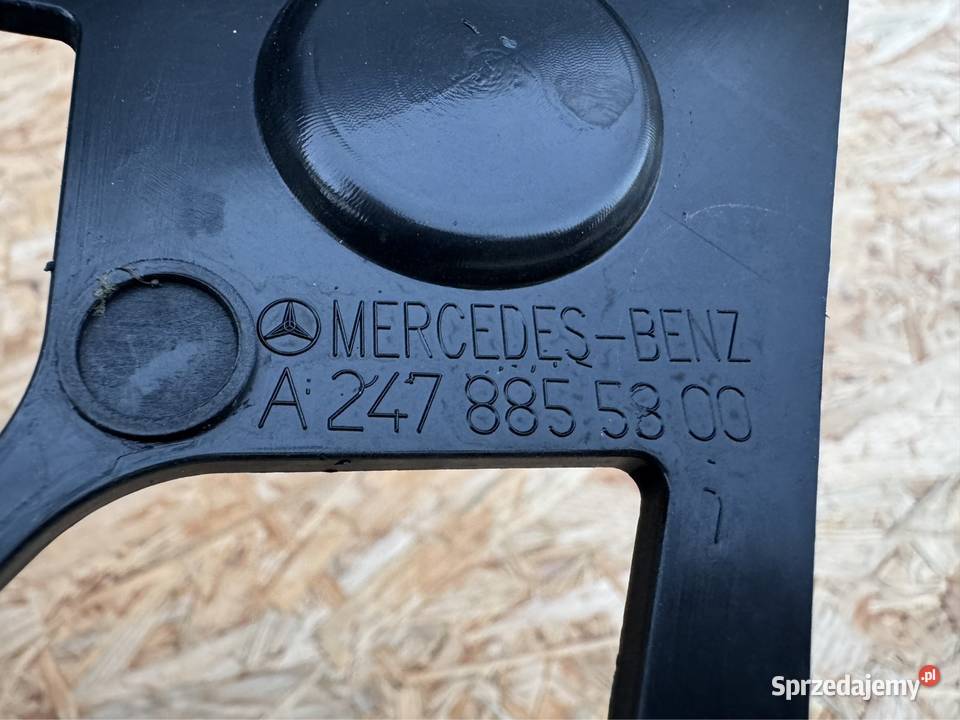 MERCEDES-BENZ
A 247 885 58 00
Sprzedajemy.pl